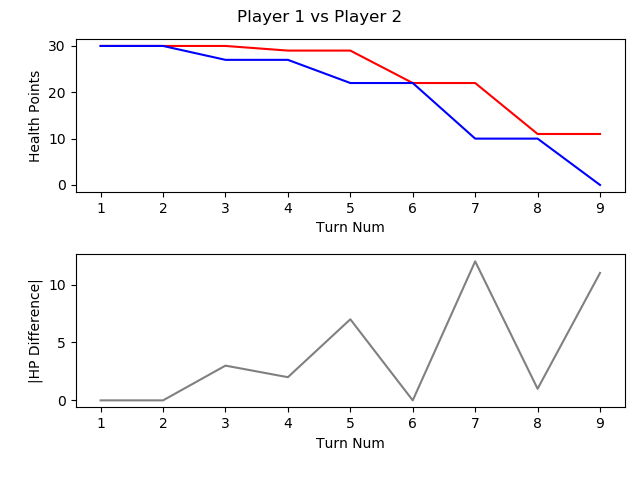 Player 1 vs Player 2
30
20
10
0
Health Points
1 2 3 4 5 6 7 8 9
Turn Num
10
5
0
|HP Difference|
1 2 3 4 5 6 7 8 9
Turn Num